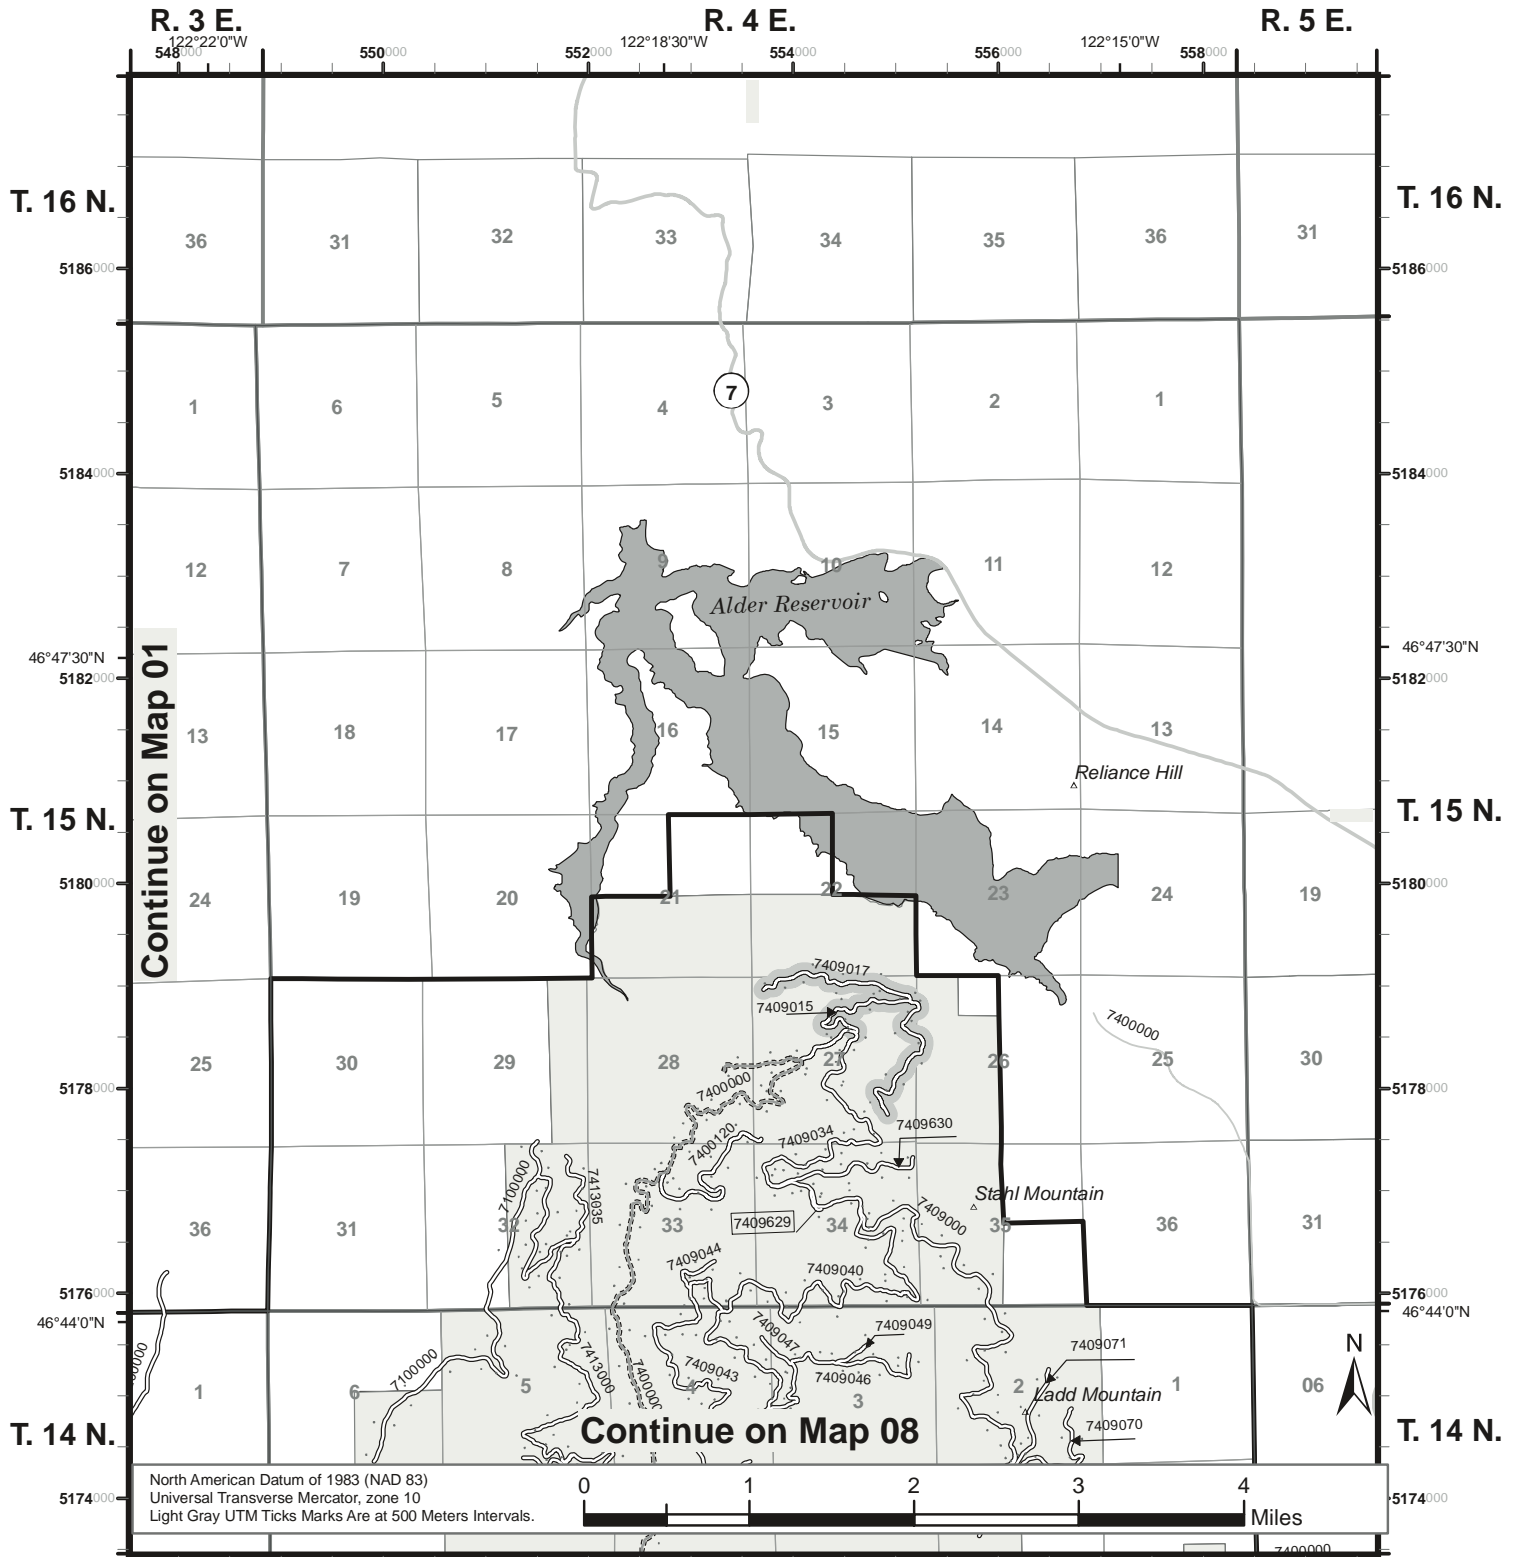 R. 3 E. R. 4 E. R. 5 E.
122°22'0"W 122°18'30"W 122°15'0"W
548000 550000 552000 554000 556000 558000
T. 16 N. T. 16 N.
36 31 32 33 34 35 36 31
5186000 5186000
7
1 6 5 4 3 2 1
5184000 5184000
12 7 8 9 10 11 12
Alder Reservoir
46°47'30"N 46°47'30"N
5182000 5182000
Continue on Map 01
13 18 17 16 15 14 13
Reliance Hill
T. 15 N. T. 15 N.
5180000 5180000
24 19 20 21 22 23 24 19
7409017
7409015
7400000
25 30 29 28 27 26 25 30
5178000 5178000
7400000
7409630
7400120
7409034
7100000
7413035
Stahl Mountain
36 31 32 33 34 35 36 31
7409629
7409000
7409044
7409040
5176000 5176000
46°44'0"N 46°44'0"N
7409047
7409049
7409071
N
7100000
7413000
7400000
7409043
7409046
1 6 5 4 3 2 1 06
Ladd Mountain
7409070
Continue on Map 08
T. 14 N. T. 14 N.
North American Datum of 1983 (NAD 83)
Universal Transverse Mercator, zone 10
Light Gray UTM Ticks Marks Are at 500 Meters Intervals.
0 1 2 3 4
Miles
5174000 5174000